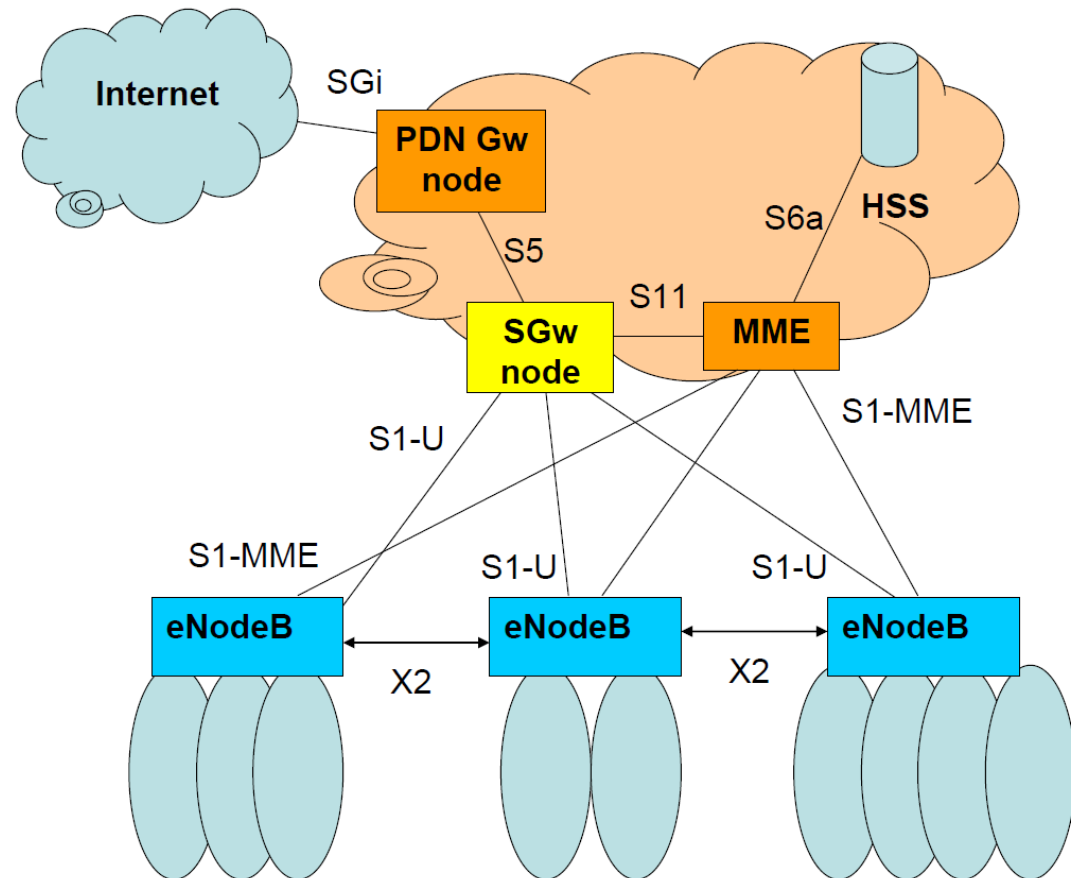 Internet
SGi
PDN Gw
node
HSS
S6a
S5
S11
SGw
node
MME
S1-U
S1-MME
S1-MME
S1-U
S1-U
eNodeB
eNodeB
eNodeB
X2
X2